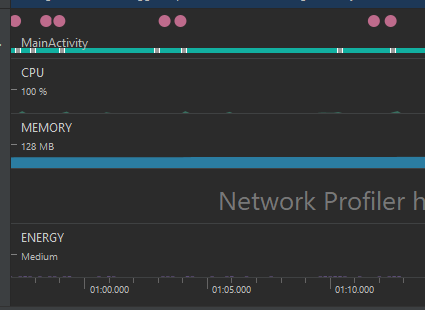 MainActivity
CPU
100 %
MEMORY
128 MB
Network Profiler h
ENERGY
Medium
01:00.000 01:05.000 01:10.000